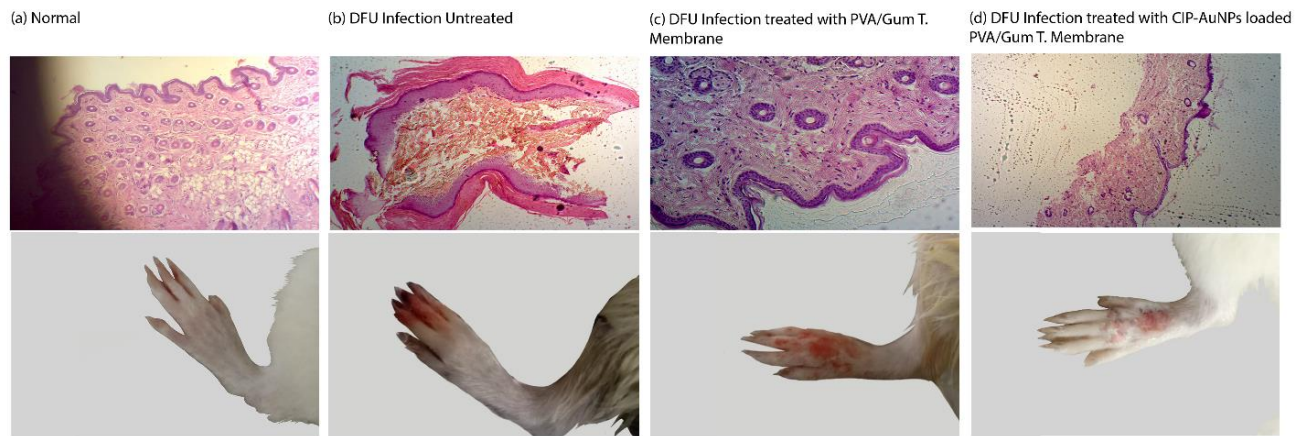 (a) Normal
(b) DFU Infection Untreated
(c) DFU Infection treated with PVA/Gum T.
Membrane
(d) DFU Infection treated with CIP-AuNPs loaded
PVA/Gum T. Membrane